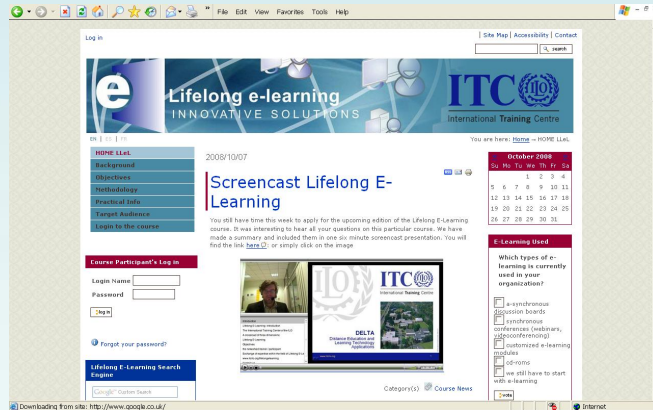 File Edit View Favorites Tools Help
Log in
Site Map | Accessibility | Contact
search
e
Lifelong e-learning
INNOVATIVE SOLUTIONS
ITC ILO
International Training Centre
EN | ES | FR
You are here: Home → HOME LLeL
HOME LLeL
Background
Objectives
Methodology
Practical Info
Target Audience
Login to the course
Course Participant's Log in
Login Name
Password
log in
Forgot your password?
Lifelong E-Learning Search
Engine
Google™ Custom Search
2008/10/07
Screencast Lifelong E-
Learning
You still have time this week to apply for the upcoming edition of the Lifelong E-Learning
course. It was interesting to hear all your questions on this particular course. We have
made a summary and included them in one six minute screencast presentation. You will
find the link here or simply click on the image
ITC ILO
International Training Centre
DELTA
Distance Education and
Learning Technology
Applications
Category(s) Course News
October 2008
Su Mo Tu We Th Fr Sa
1 2 3 4
5 6 7 8 9 10 11
12 13 14 15 16 17 18
19 20 21 22 23 24 25
26 27 28 29 30 31
E-Learning Used
Which types of e-
learning is currently
used in your
organization?
a-synchronous
discussion boards
synchronous
conferences (webinars,
videoconferencing)
customized e-learning
modules
cd-roms
we still have to start
with e-learning
vote
Downloading from site: http://www.google.co.uk/
Internet